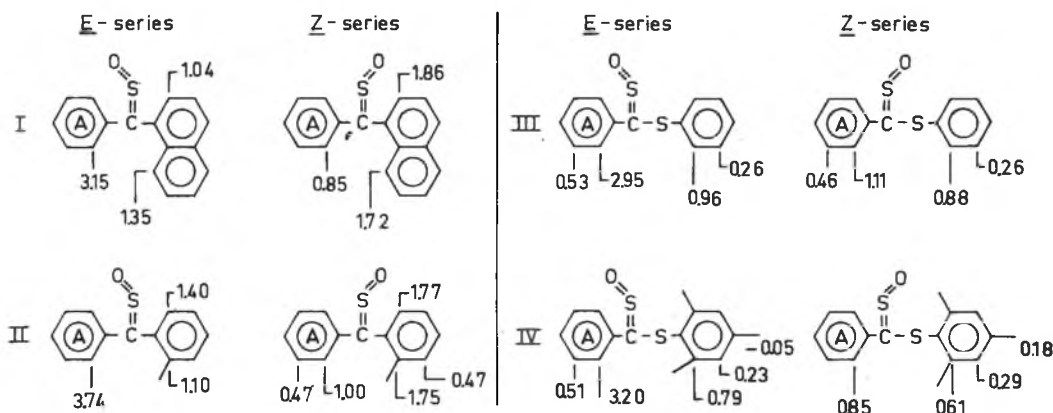 E-series Z-series E-series Z-series
O O O O
S 1.04 S 1.86 S S
I A C A C III A C S A C S
3.15 0.85 0.53 2.95 0.26 0.46 1.11 0.26
1.35 1.72 0.96 0.88
O O O O
S 1.40 S 1.77 S S
II A C A C IV A C S -0.05 A C S 0.18
3.74 1.10 0.47 1.00 1.75 0.47 0.51 3.20 0.79 0.23 0.85 0.61 0.29